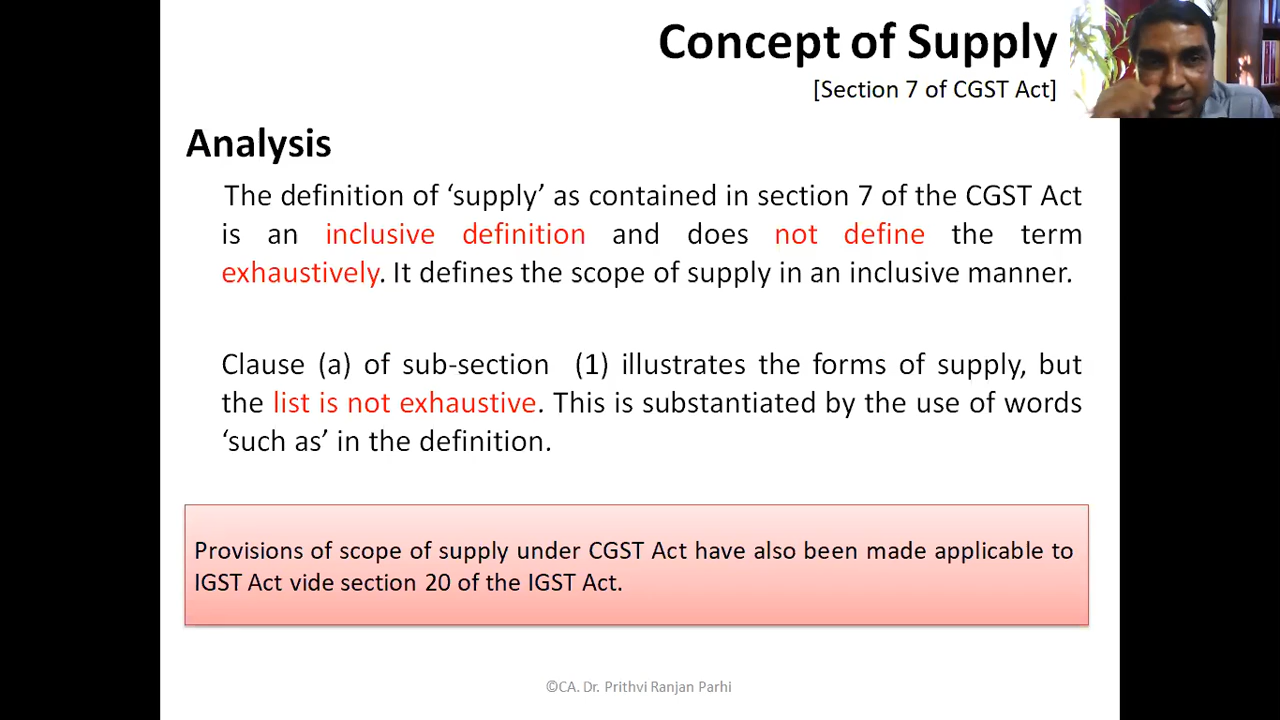 Concept of Supply
[Section 7 of CGST Act]
Analysis
The definition of ‘supply’ as contained in section 7 of the CGST Act
is an inclusive definition and does not define the term
exhaustively. It defines the scope of supply in an inclusive manner.
Clause (a) of sub-section (1) illustrates the forms of supply, but
the list is not exhaustive. This is substantiated by the use of words
‘such as’ in the definition.
Provisions of scope of supply under CGST Act have also been made applicable to
IGST Act vide section 20 of the IGST Act.
©CA. Dr. Prithvi Ranjan Parhi